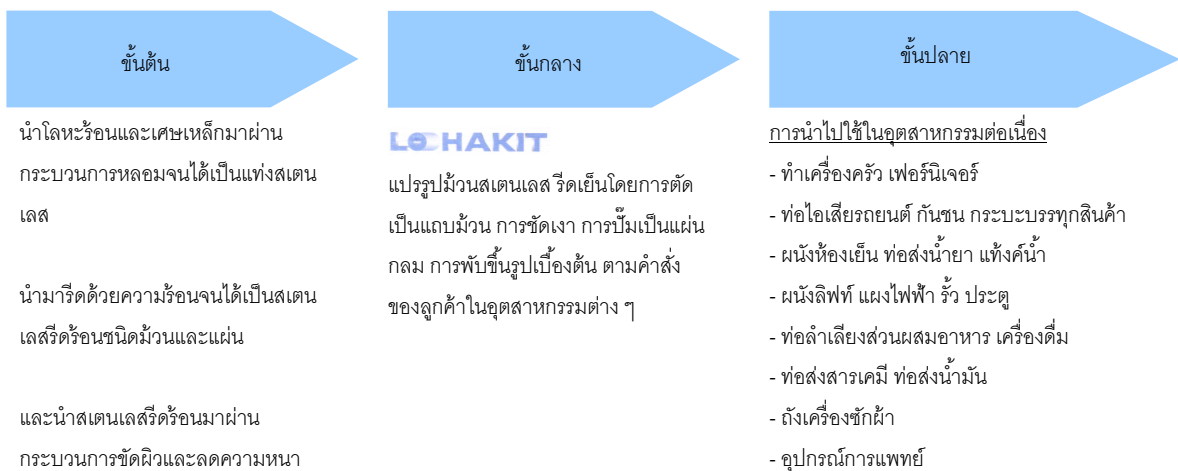 ขั้นต้น
นำโลหะร้อนและเศษเหล็กมาผ่าน
กระบวนการหลอมจนได้เป็นแท่งสเตน
เลส
นำมารีดด้วยความร้อนจนได้เป็นสเตน
เลสรีดร้อนชนิดม้วนและแผ่น
และนำสเตนเลสรีดร้อนมาผ่าน
กระบวนการขัดผิวและลดความหนา
ขั้นกลาง
LOHAKIT
แปรรูปม้วนสเตนเลส รีดเย็นโดยการตัด
เป็นแถบม้วน การขัดเงา การปั๊มเป็นแผ่น
กลม การพับขึ้นรูปเบื้องต้น ตามคำสั่ง
ของลูกค้าในอุตสาหกรรมต่าง ๆ
ขั้นปลาย
การนำไปใช้ในอุตสาหกรรมต่อเนื่อง
- ทำเครื่องครัว เฟอร์นิเจอร์
- ท่อไอเสียรถยนต์ กันชน กระบะบรรทุกสินค้า
- ผนังห้องเย็น ท่อส่งน้ำยา แท้งค์น้ำ
- ผนังลิฟท์ แผงไฟฟ้า รั้ว ประตู
- ท่อลำเลียงส่วนผสมอาหาร เครื่องดื่ม
- ท่อส่งสารเคมี ท่อส่งน้ำมัน
- ถังเครื่องซักผ้า
- อุปกรณ์การแพทย์